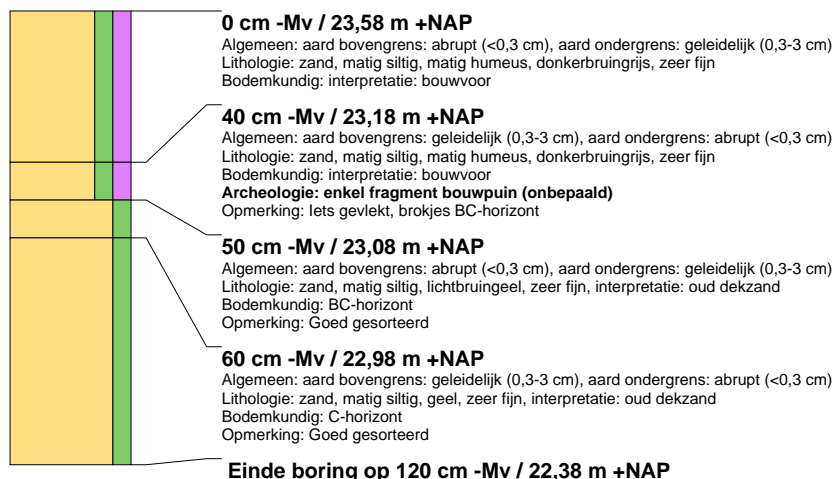 0 cm -Mv / 23,58 m +NAP
Algemeen: aard bovengrens: abrupt (<0,3 cm), aard ondergrens: geleidelijk (0,3-3 cm)
Lithologie: zand, matig siltig, matig humeus, donkerbruingrijs, zeer fijn
Bodemkundig: interpretatie: bouwvoor
40 cm -Mv / 23,18 m +NAP
Algemeen: aard bovengrens: geleidelijk (0,3-3 cm), aard ondergrens: abrupt (<0,3 cm)
Lithologie: zand, matig siltig, matig humeus, donkerbruingrijs, zeer fijn
Bodemkundig: interpretatie: bouwvoor
Archeologie: enkel fragment bouwpuin (onbepaald)
Opmerking: Iets gevlekt, brokjes BC-horizont
50 cm -Mv / 23,08 m +NAP
Algemeen: aard bovengrens: abrupt (<0,3 cm), aard ondergrens: geleidelijk (0,3-3 cm)
Lithologie: zand, matig siltig, lichtbruingeel, zeer fijn, interpretatie: oud dekzand
Bodemkundig: BC-horizont
Opmerking: Goed gesorteerd
60 cm -Mv / 22,98 m +NAP
Algemeen: aard bovengrens: geleidelijk (0,3-3 cm), aard ondergrens: abrupt (<0,3 cm)
Lithologie: zand, matig siltig, geel, zeer fijn, interpretatie: oud dekzand
Bodemkundig: C-horizont
Opmerking: Goed gesorteerd
Einde boring op 120 cm -Mv / 22,38 m +NAP